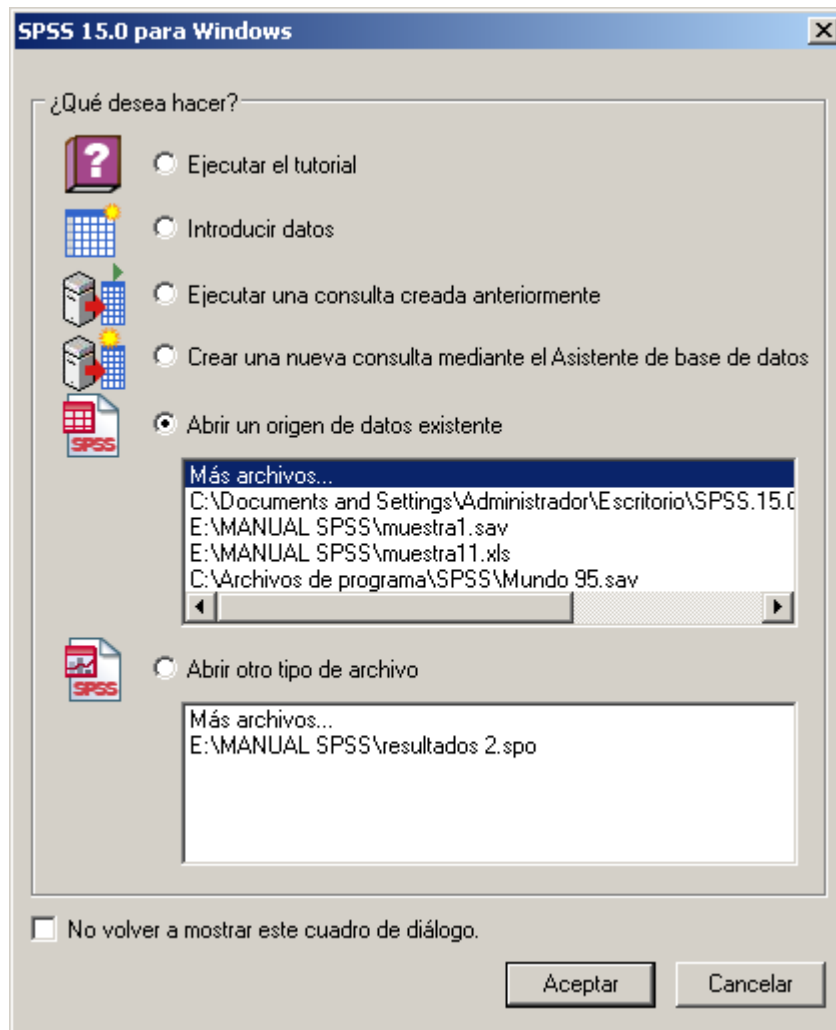 SPSS 15.0 para Windows
¿Qué desea hacer?
Ejecutar el tutorial
Introducir datos
Ejecutar una consulta creada anteriormente
Crear una nueva consulta mediante el Asistente de base de datos
SPSS
Abrir un origen de datos existente
Más archivos...
C:\Documents and Settings\Administrador\Escritorio\SPSS.15.0
E:\MANUAL SPSS\muestra1.sav
E:\MANUAL SPSS\muestra11.xls
C:\Archivos de programa\SPSS\Mundo 95.sav
SPSS
Abrir otro tipo de archivo
Más archivos...
E:\MANUAL SPSS\resultados 2.spo
No volver a mostrar este cuadro de diálogo.
Aceptar
Cancelar